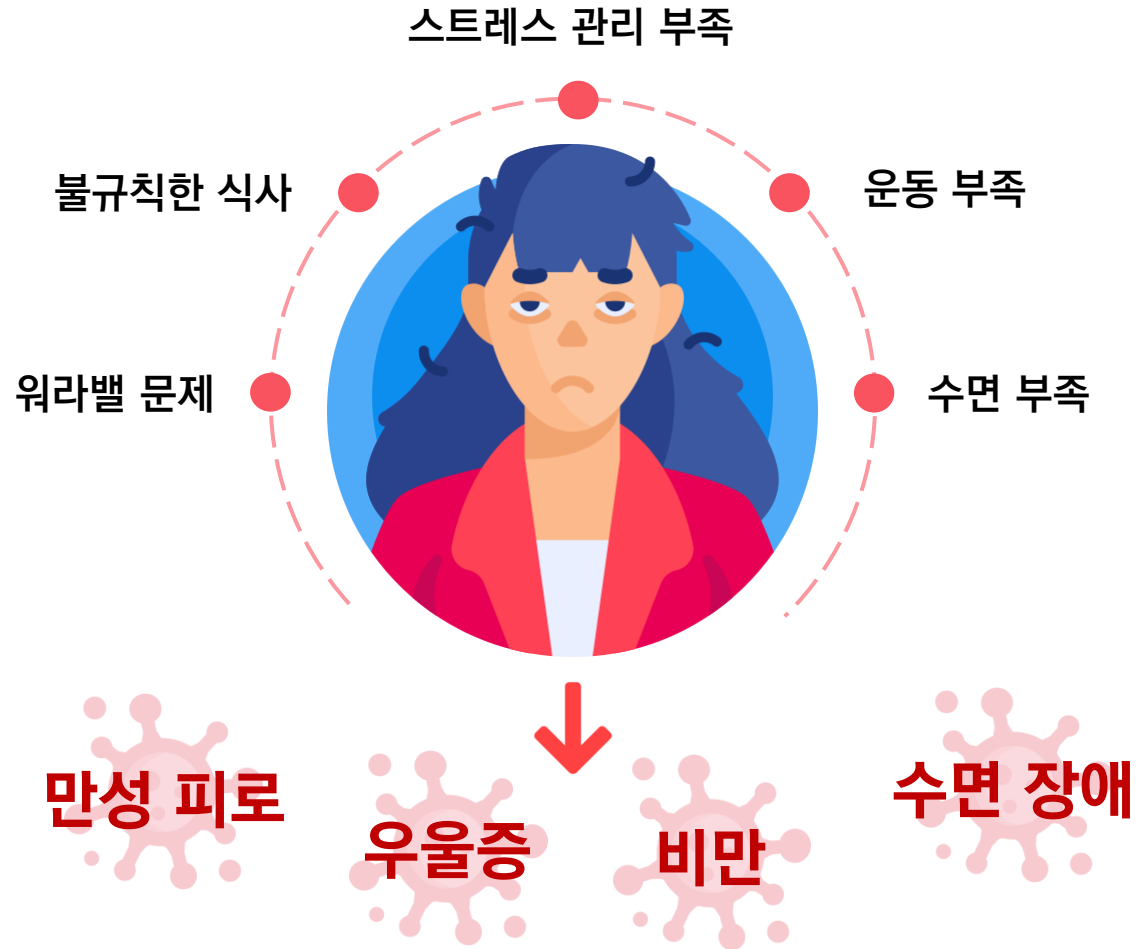 스트레스 관리 부족
불규칙한 식사
운동 부족
워라밸 문제
수면 부족
만성 피로
우울증
비만
수면 장애